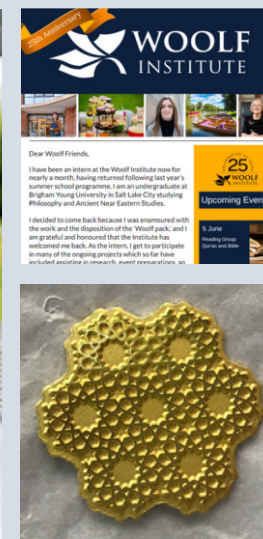 25th Anniversary
WOOLF
INSTITUTE
Dear Woolf Friends,
I have been an intern at the Woolf Institute now for
nearly a month, having returned following last year's
summer school programme. I am an undergraduate at
Brigham Young University in Salt Lake City studying
Philosophy and Ancient Near Eastern Studies.
I decided to come back because I was enamoured with
the work and the disposition of the 'Woolf pack,' and I
am grateful and honoured that the Institute has
welcomed me back. As the intern, I get to participate
in many of the ongoing projects which so far have
included assisting in research, event preparations, an
25
WOOLF
INSTITUTE
Upcoming Even
5 June
Reading Group:
Qur'an and Bible